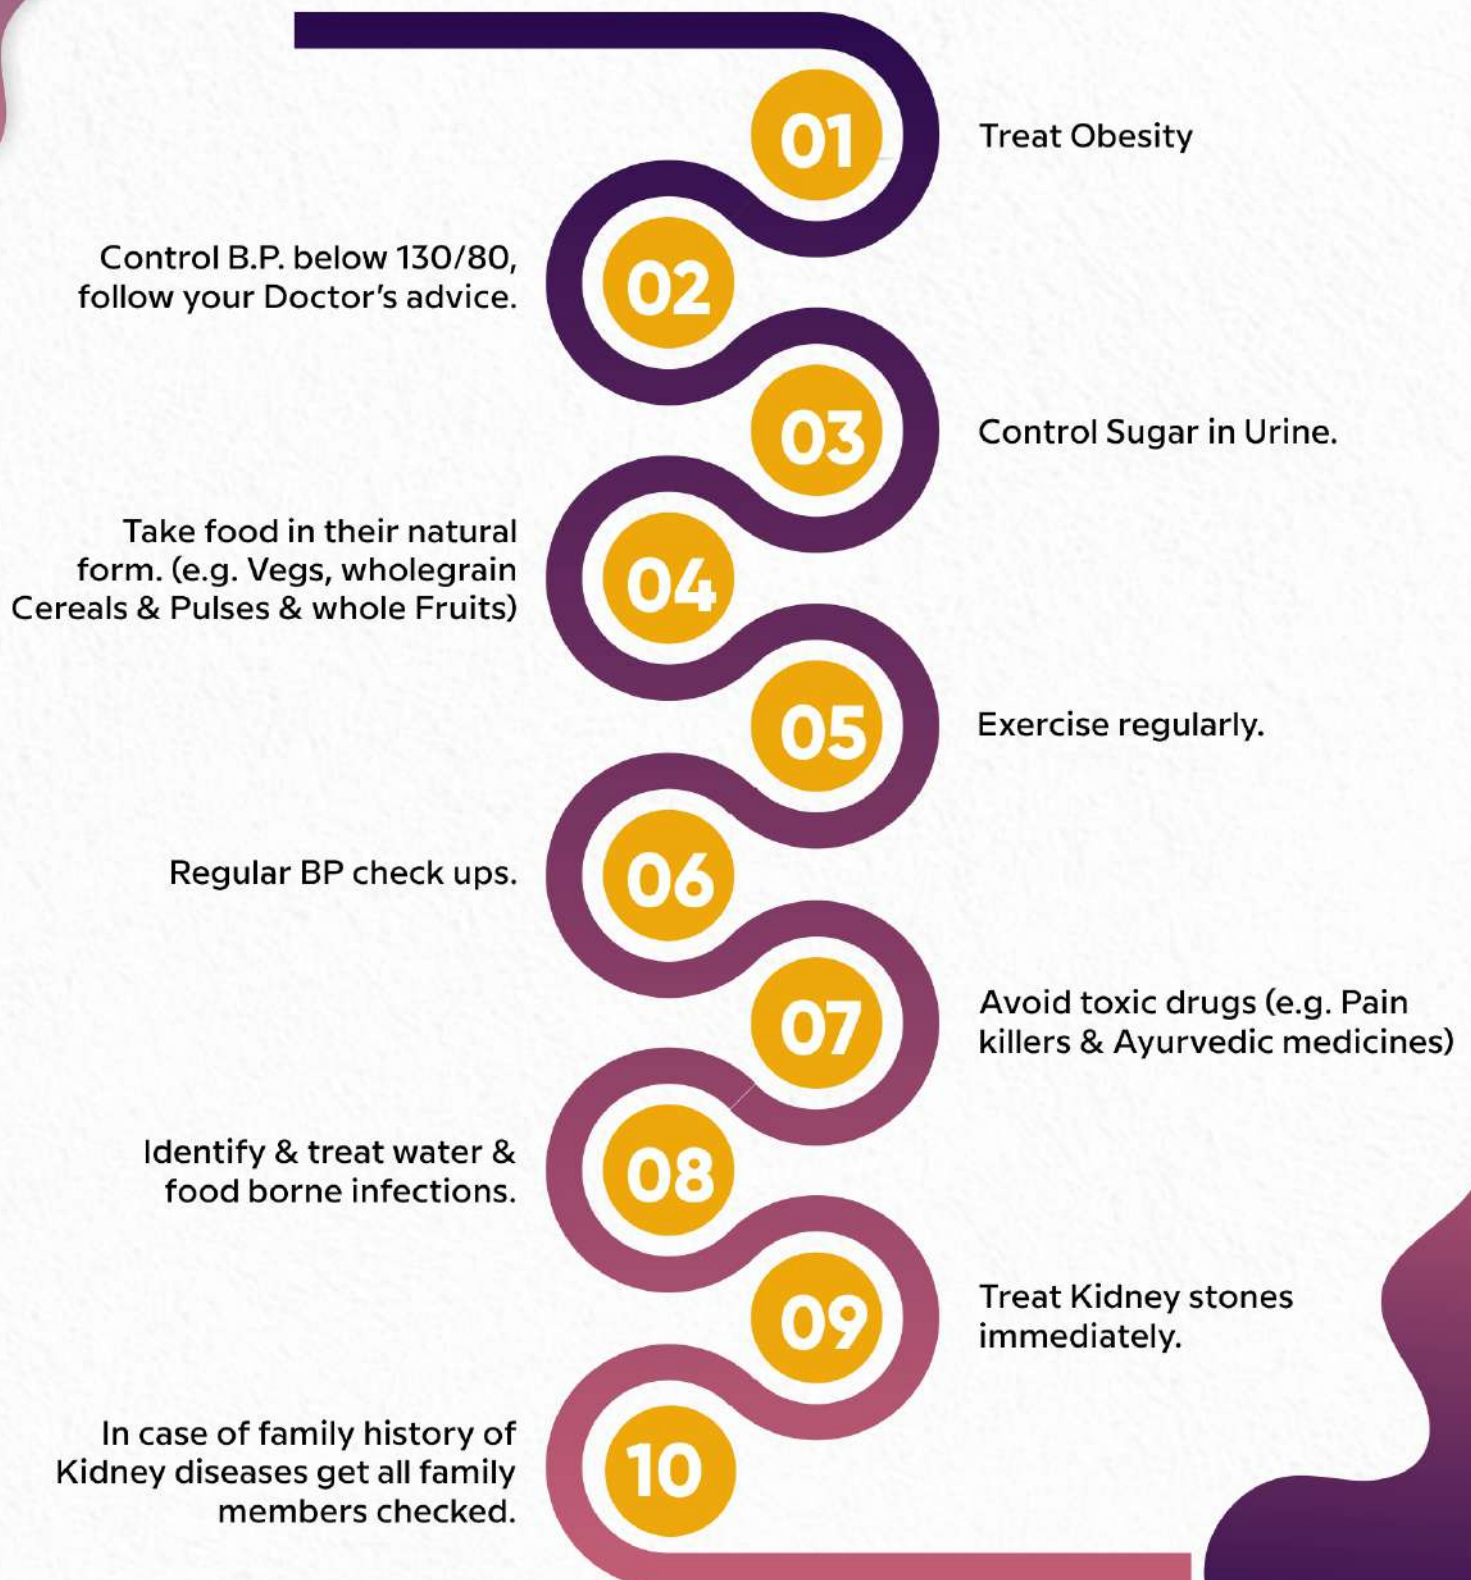 01
Treat Obesity
Control B.P. below 130/80,
follow your Doctor’s advice.
02
03
Control Sugar in Urine.
Take food in their natural
form. (e.g. Vegs, wholegrain
Cereals & Pulses & whole Fruits)
04
05
Exercise regularly.
Regular BP check ups.
06
07
Avoid toxic drugs (e.g. Pain
killers & Ayurvedic medicines)
Identify & treat water &
food borne infections.
08
09
Treat Kidney stones
immediately.
In case of family history of
Kidney diseases get all family
members checked.
10